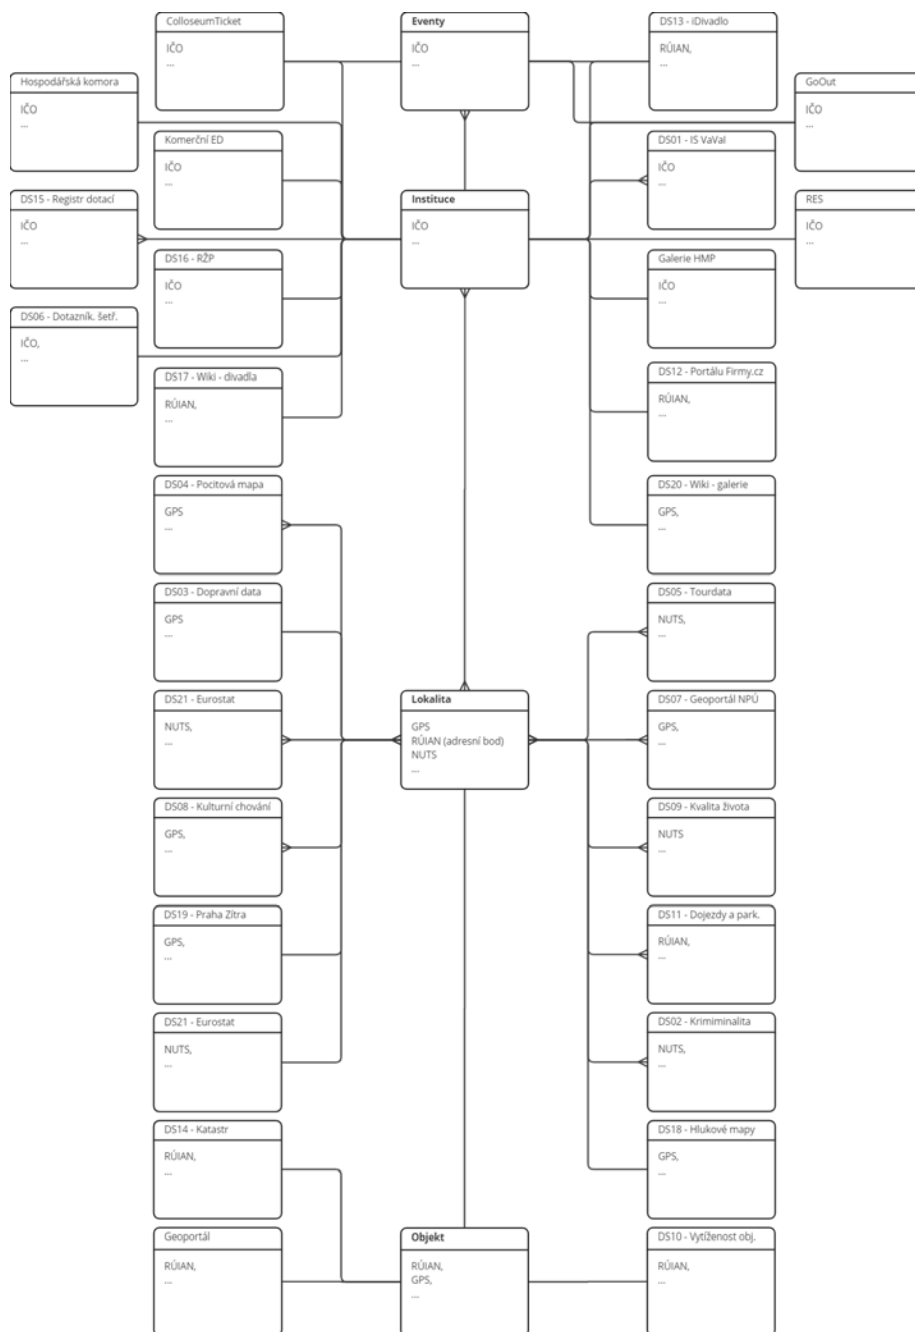 ColloseumTicket
IČO
...
Eventy
IČO
...
DS13 - iDivadlo
RÚIAN,
...
Hospodářská komora
IČO
...
GoOut
IČO
...
Komerční ED
IČO
...
DS01 - IS VaVaI
IČO
...
DS15 - Registr dotací
IČO
...
Instituce
IČO
...
RES
IČO
...
DS16 - RŽP
IČO
...
Galerie HMP
IČO
...
DS06 - Dotazník. šetř.
IČO,
...
DS17 - Wiki - divadla
RÚIAN,
...
DS12 - Portálu Firmy.cz
RÚIAN,
...
DS04 - Pocitová mapa
GPS
...
DS20 - Wiki - galerie
GPS,
...
DS03 - Dopravní data
GPS
...
DS05 - Tourdata
NUTS,
...
DS21 - Eurostat
NUTS,
...
Lokalita
GPS
RÚIAN (adresní bod)
NUTS
...
DS07 - Geoportál NPÚ
GPS,
...
DS08 - Kulturní chování
GPS,
...
DS09 - Kvalita života
NUTS
...
DS19 - Praha Zítra
GPS,
...
DS11 - Dojezdy a park.
RÚIAN,
...
DS21 - Eurostat
NUTS,
...
DS02 - Krimiminalita
NUTS,
...
DS14 - Katastr
RÚIAN,
...
DS18 - Hlukové mapy
GPS,
...
Geoportál
RÚIAN,
...
Objekt
RÚIAN,
GPS,
...
DS10 - Vytíženost obj.
RÚIAN,
...